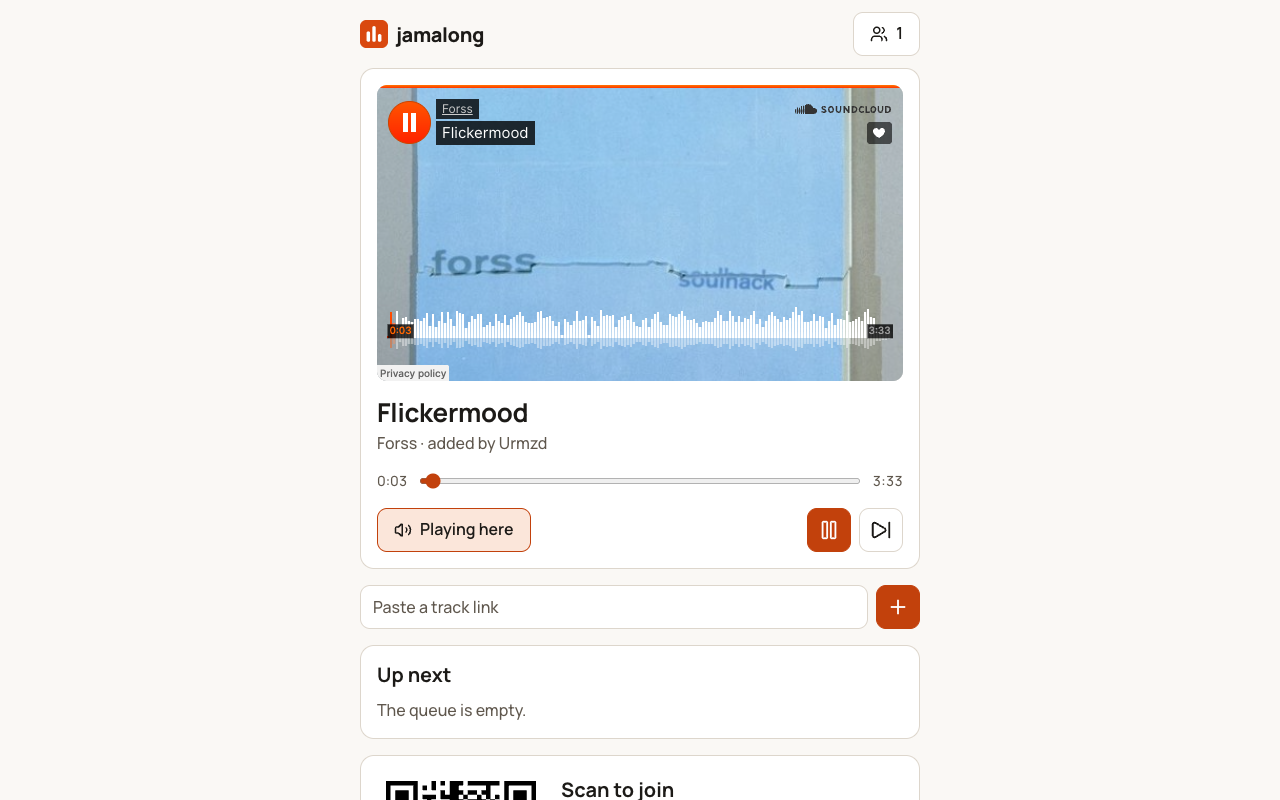 jamalong
1
Forss
Flickermood
SOUNDCLOUD
forss
soulhack
0:03
3:33
Privacy policy
Flickermood
Forss · added by Urmzd
0:03
3:33
Playing here
Paste a track link
Up next
The queue is empty.
Scan to join